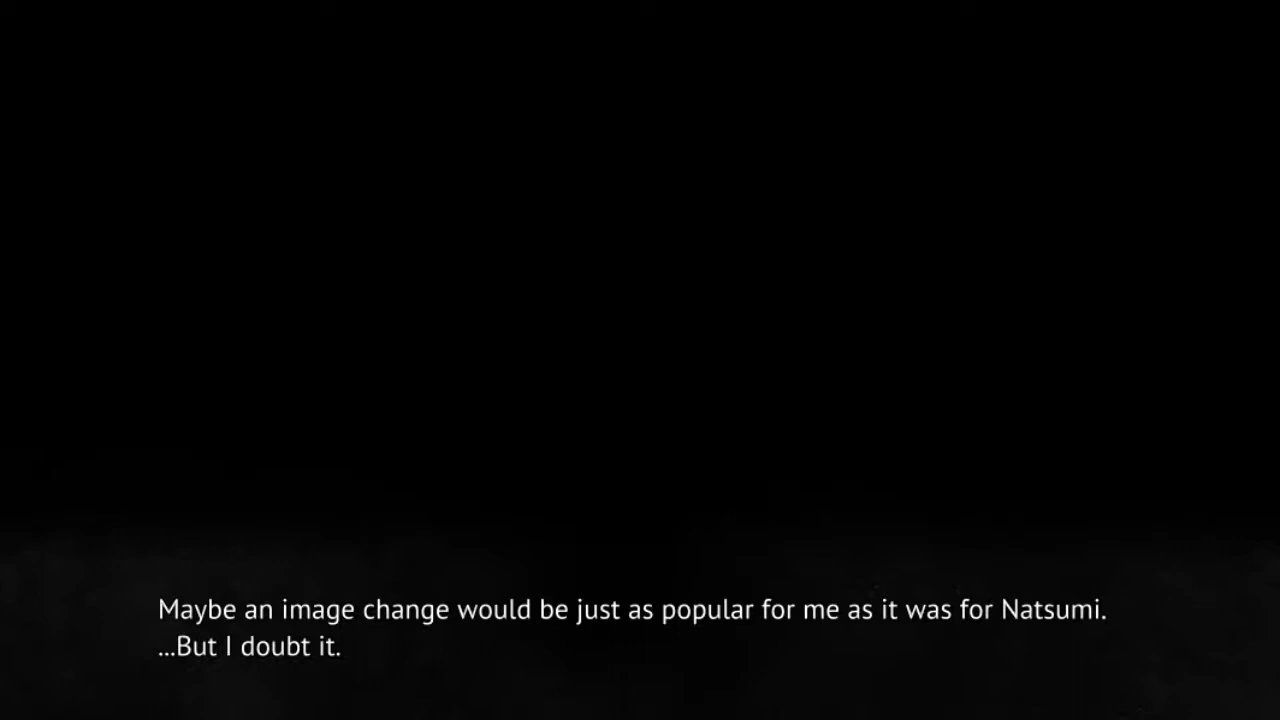 Maybe an image change would be just as popular for me as it was for Natsumi.
...But I doubt it.